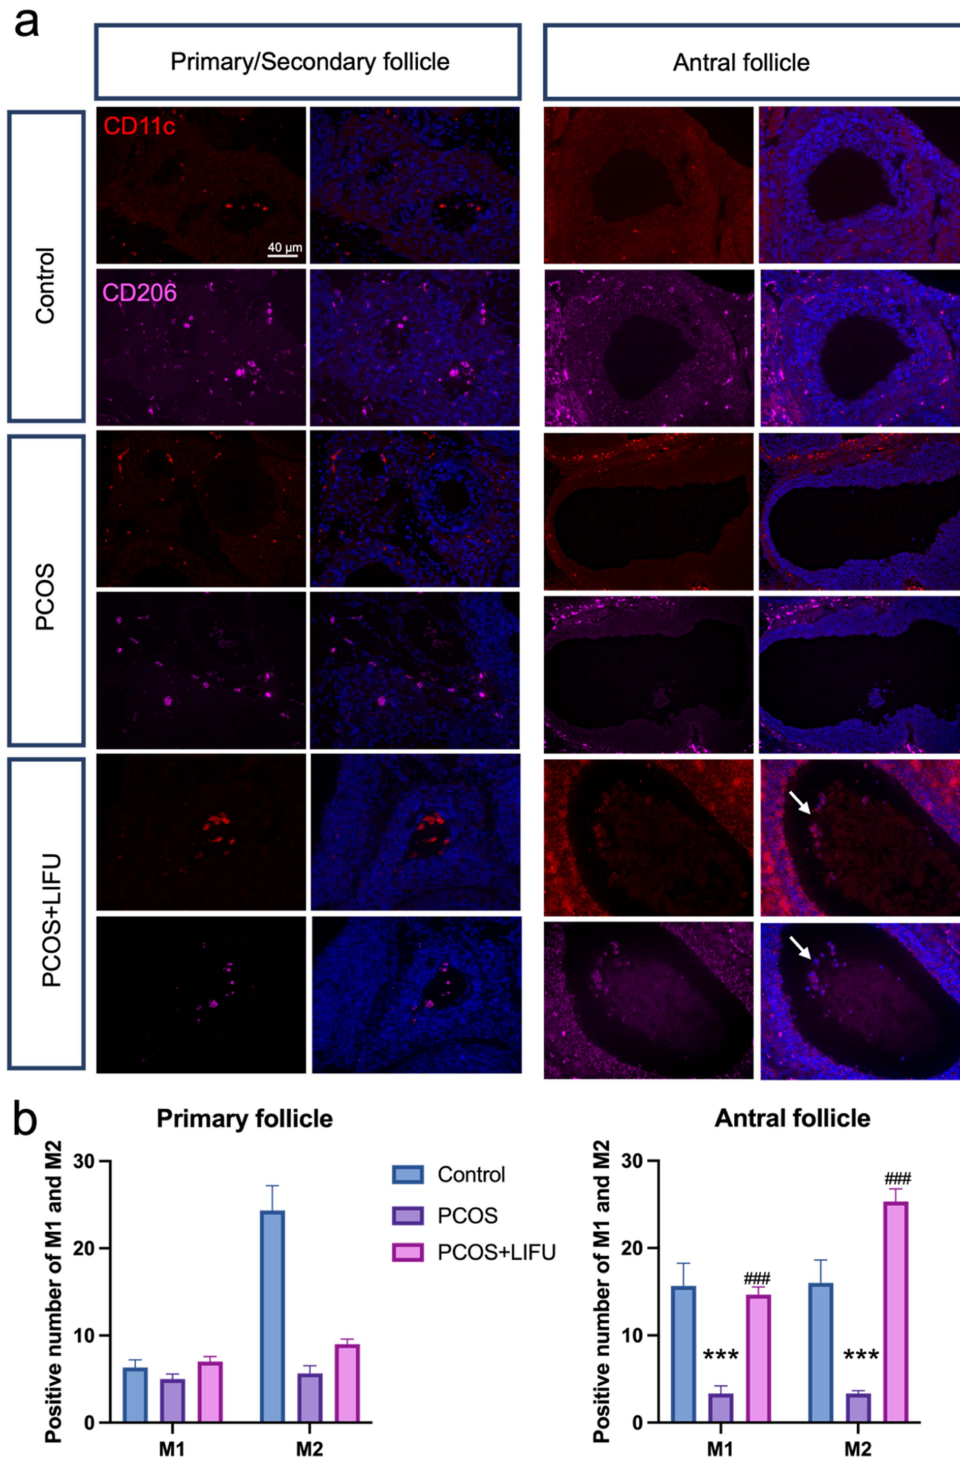 a
Primary/Secondary follicle
Antral follicle
Control
CD11c
40 µm
CD206
PCOS
PCOS+LIFU
b
Primary follicle
Positive number of M1 and M2
30
20
10
0
M1
M2
Control
PCOS
PCOS+LIFU
Antral follicle
Positive number of M1 and M2
30
20
10
0
***
###
***
###
M1
M2